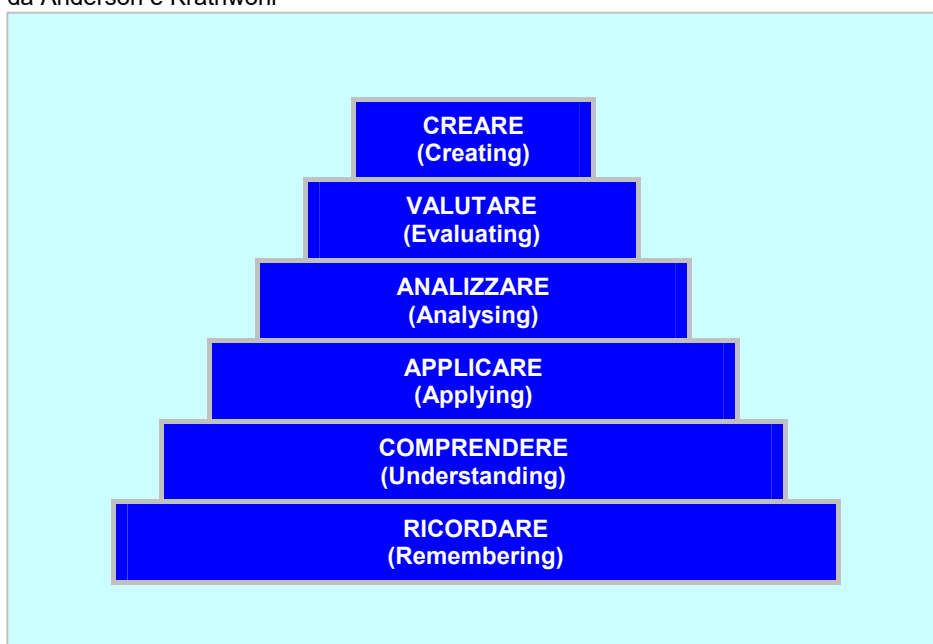 da Anderson e Krathwohl
CREARE
(Creating)
VALUTARE
(Evaluating)
ANALIZZARE
(Analysing)
APPLICARE
(Applying)
COMPRENDERE
(Understanding)
RICORDARE
(Remembering)